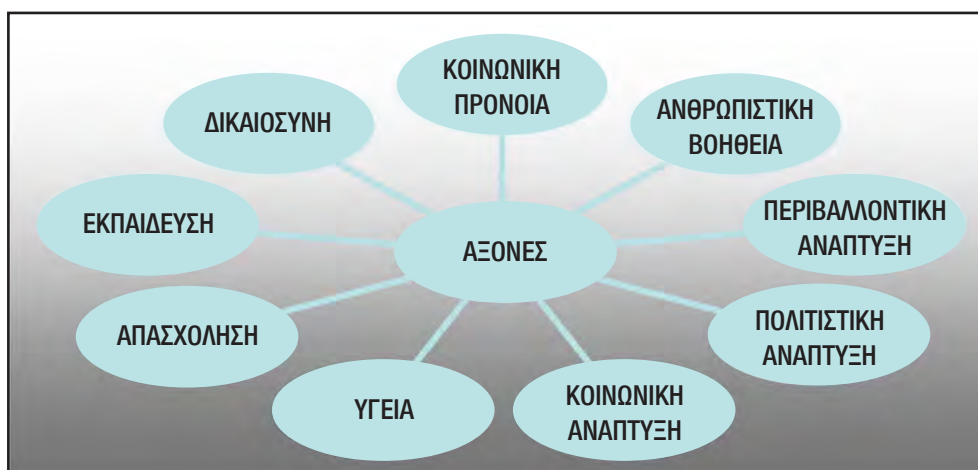 ΚΟΙΝΩΝΙΚΗ
ΠΡΟΝΟΙΑ
ΔΙΚΑΙΟΣΥΝΗ
ΑΝΘΡΩΠΙΣΤΙΚΗ
ΒΟΗΘΕΙΑ
ΕΚΠΑΙΔΕΥΣΗ
ΑΞΟΝΕΣ
ΠΕΡΙΒΑΛΛΟΝΤΙΚΗ
ΑΝΑΠΤΥΞΗ
ΑΠΑΣΧΟΛΗΣΗ
ΠΟΛΙΤΙΣΤΙΚΗ
ΑΝΑΠΤΥΞΗ
ΥΓΕΙΑ
ΚΟΙΝΩΝΙΚΗ
ΑΝΑΠΤΥΞΗ